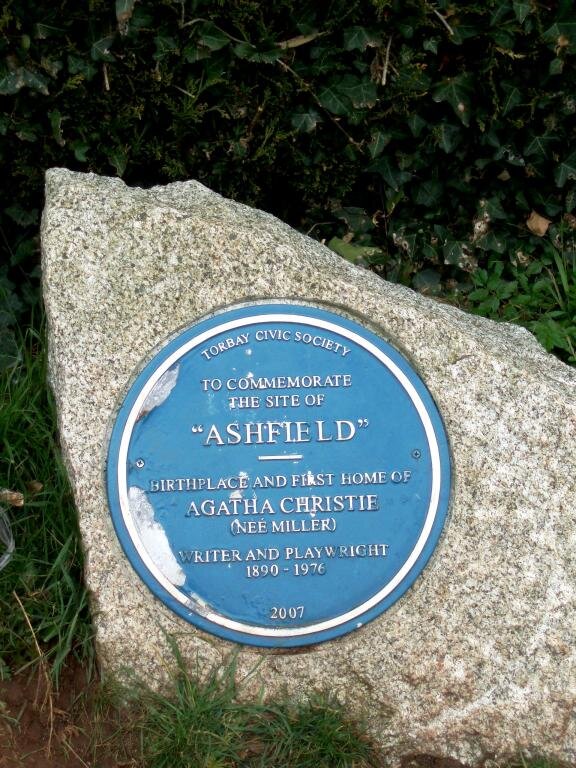 TORBAY CIVIC SOCIETY
TO COMMEMORATE
THE SITE OF
"ASHFIELD"
BIRTHPLACE AND FIRST HOME OF
AGATHA CHRISTIE
(NEÉ MILLER)
WRITER AND PLAYWRIGHT
1890 - 1976
2007